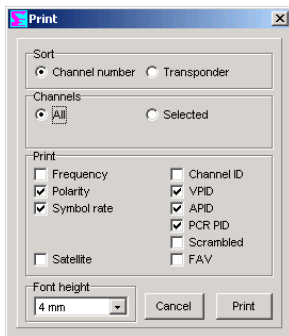 Print
Sort
Channel number Transponder
Channels
All Selected
Print
Frequency Channel ID
Polarity VPID
Symbol rate APID
PCR PID
Scrambled
Satellite FAV
Font height
4 mm Cancel Print